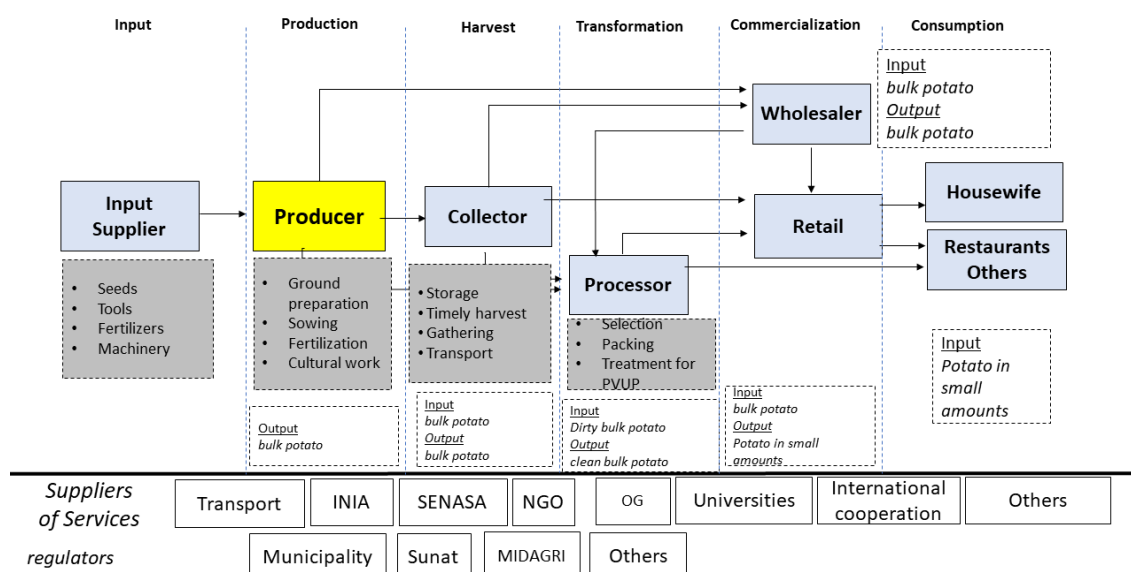 Input
Production
Harvest
Transformation
Commercialization
Consumption
Input
bulk potato
Output
bulk potato
Wholesaler
Input
Supplier
Producer
Collector
Retail
Housewife
Restaurants
Others
Processor
• Seeds
• Tools
• Fertilizers
• Machinery
• Ground
preparation
• Sowing
• Fertilization
• Cultural work
• Storage
• Timely harvest
• Gathering
• Transport
• Selection
• Packing
• Treatment for
PVUP
Input
Potato in
small
amounts
Output
bulk potato
Input
bulk potato
Output
bulk potato
Input
Dirty bulk potato
Output
clean bulk potato
Input
bulk potato
Output
Potato in small
amounts
Suppliers
of Services
Transport
INIA
SENASA
NGO
OG
Universities
International
cooperation
Others
regulators
Municipality
Sunat
MIDAGRI
Others